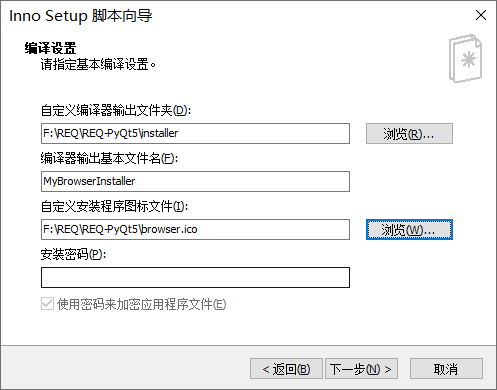 Inno Setup 脚本向导
编译设置
请指定基本编译设置。
自定义编译器输出文件夹(D):
F:\REQ\REQ-PyQt5\installer
浏览(R)...
编译器输出基本文件名(F):
MyBrowserInstaller
自定义安装程序图标文件(I):
F:\REQ\REQ-PyQt5\browser.ico
浏览(W)...
安装密码(P):
使用密码来加密应用程序文件(E)
< 返回(B)
下一步(N) >
取消